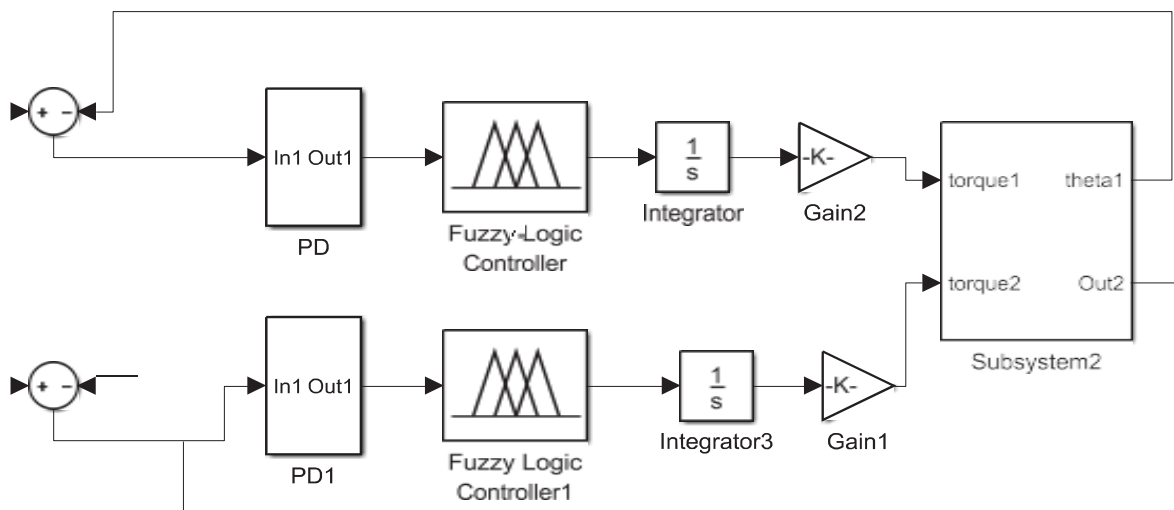 + −
In1 Out1
PD
Fuzzy-Logic
Controller
1
s
Integrator
-K-
Gain2
torque1 theta1
torque2 Out2
Subsystem2
+ −
In1 Out1
PD1
Fuzzy Logic
Controller1
1
s
Integrator3
-K-
Gain1